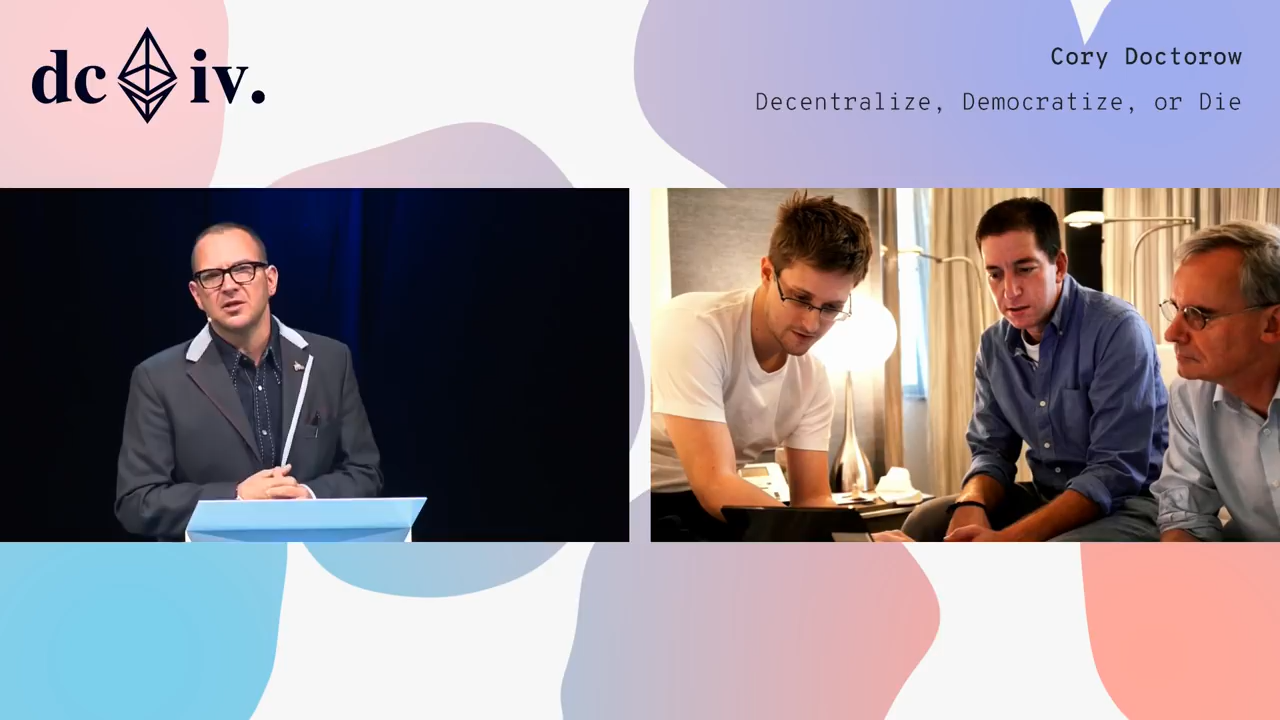 dc iv.
Cory Doctorow
Decentralize, Democratize, or Die